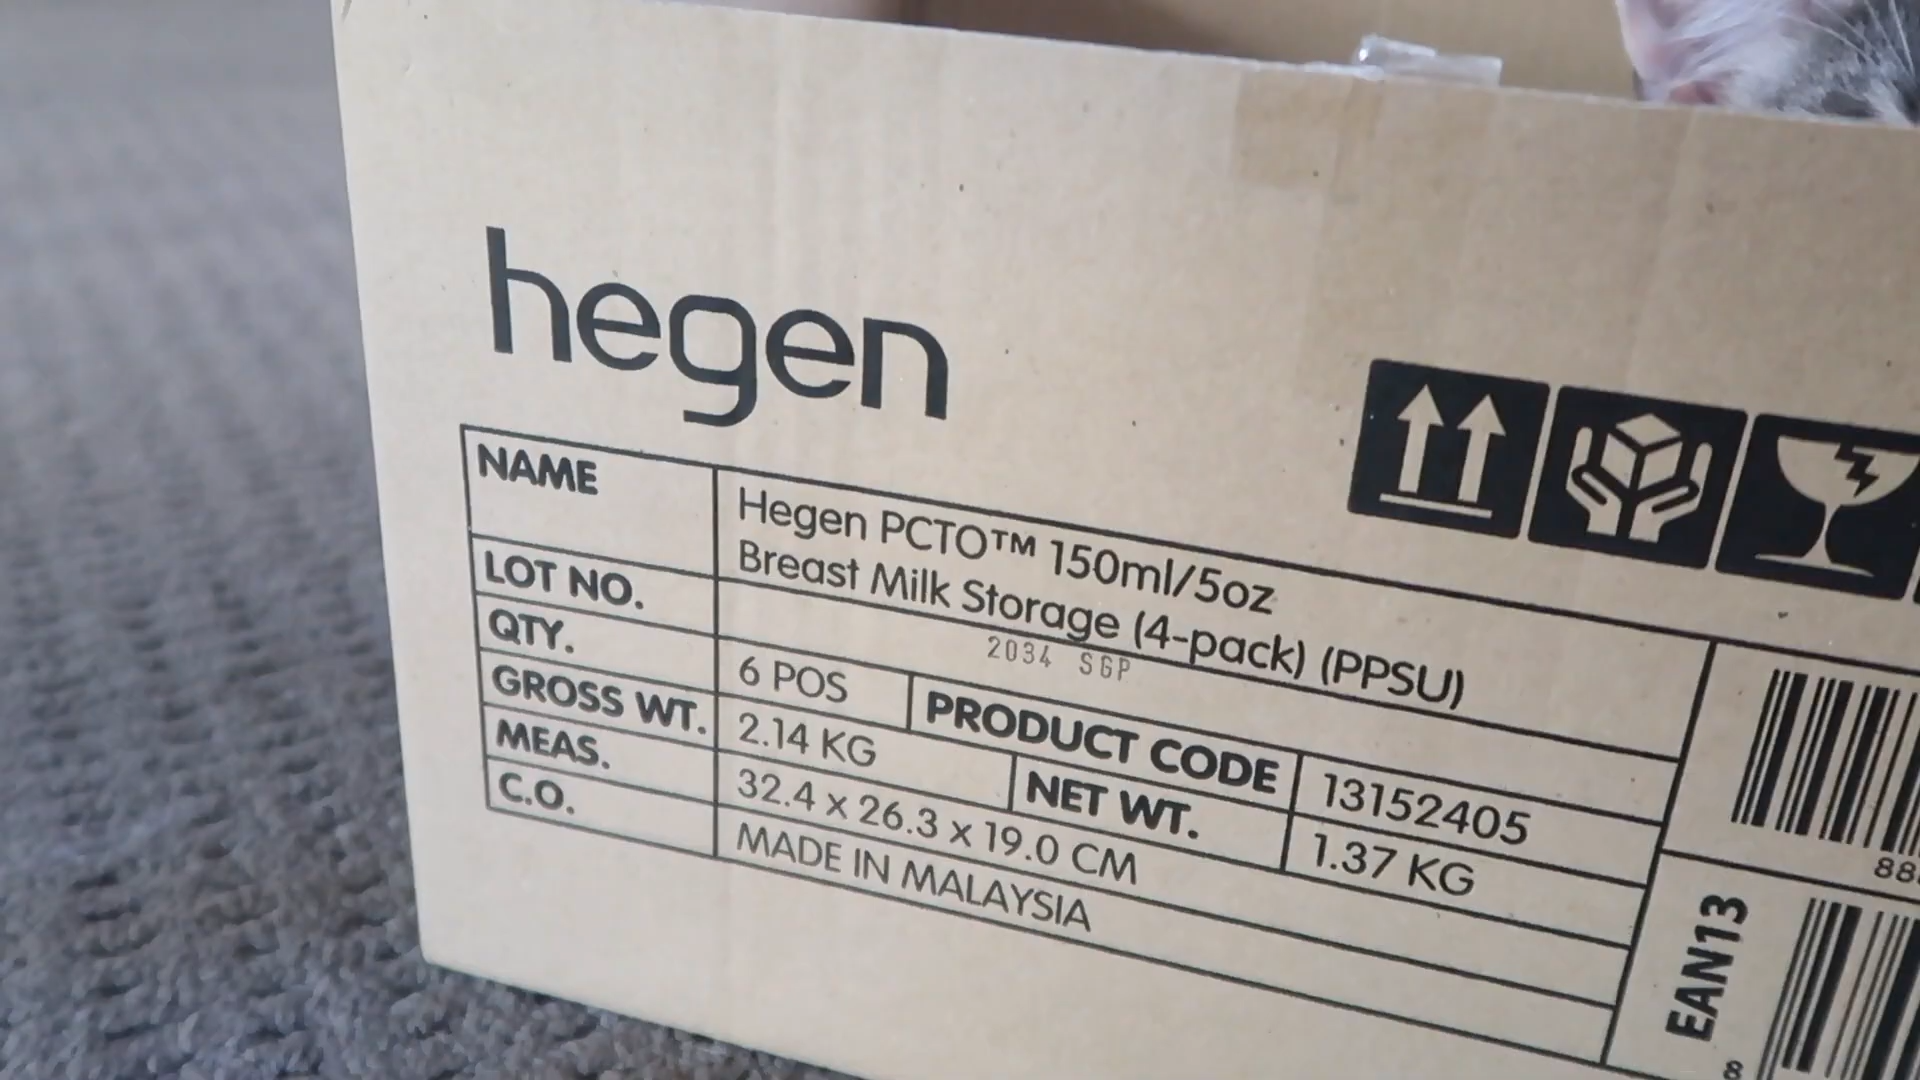 hegen
NAME
Hegen PCTO™ 150ml/5oz
Breast Milk Storage (4-pack) (PPSU)
LOT NO.
2034 SGP
QTY.
6 POS
PRODUCT CODE
13152405
GROSS WT.
2.14 KG
NET WT.
1.37 KG
MEAS.
32.4 x 26.3 x 19.0 CM
C.O.
MADE IN MALAYSIA
88
EAN13
8